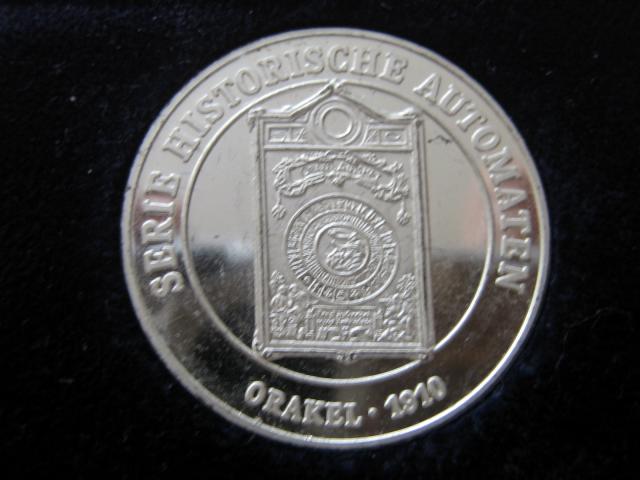 SERIE HISTORISCHE AUTOMATEN
ORAKEL · 1910